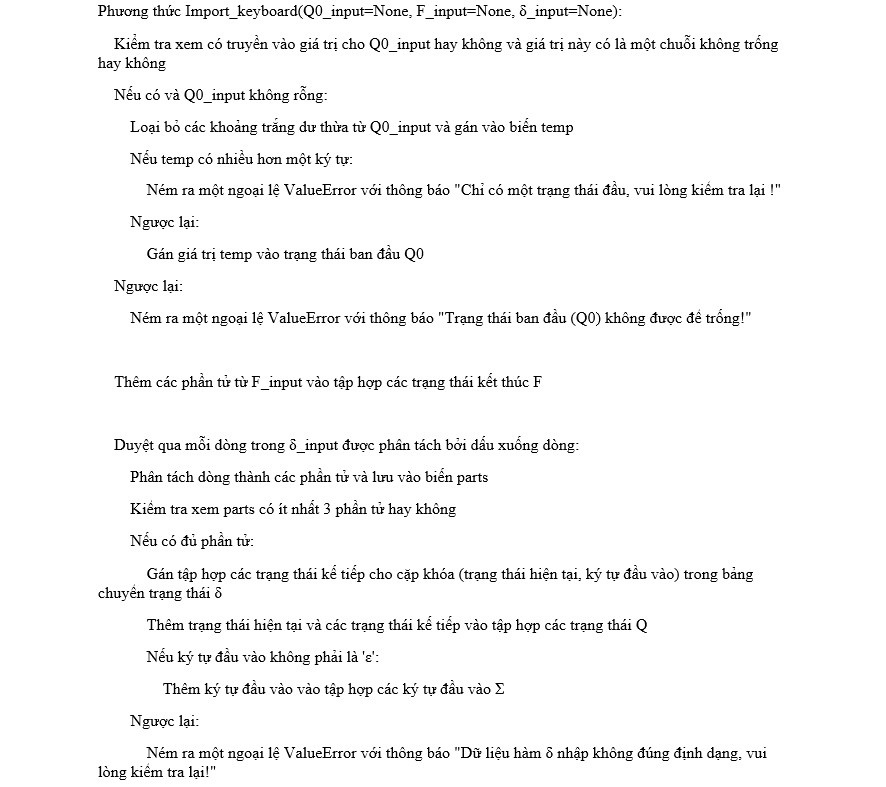 Phương thức Import_keyboard(Q0_input=None, F_input=None, δ_input=None):
Kiểm tra xem có truyền vào giá trị cho Q0_input hay không và giá trị này có là một chuỗi không trống
hay không
Nếu có và Q0_input không rỗng:
Loại bỏ các khoảng trắng dư thừa từ Q0_input và gán vào biến temp
Nếu temp có nhiều hơn một ký tự:
Ném ra một ngoại lệ ValueError với thông báo "Chỉ có một trạng thái đầu, vui lòng kiểm tra lại !"
Ngược lại:
Gán giá trị temp vào trạng thái ban đầu Q0
Ngược lại:
Ném ra một ngoại lệ ValueError với thông báo "Trạng thái ban đầu (Q0) không được để trống!"
Thêm các phần tử từ F_input vào tập hợp các trạng thái kết thúc F
Duyệt qua mỗi dòng trong δ_input được phân tách bởi dấu xuống dòng:
Phân tách dòng thành các phần tử và lưu vào biến parts
Kiểm tra xem parts có ít nhất 3 phần tử hay không
Nếu có đủ phần tử:
Gán tập hợp các trạng thái kế tiếp cho cặp khóa (trạng thái hiện tại, ký tự đầu vào) trong bảng
chuyển trạng thái δ
Thêm trạng thái hiện tại và các trạng thái kế tiếp vào tập hợp các trạng thái Q
Nếu ký tự đầu vào không phải là 'ε':
Thêm ký tự đầu vào vào tập hợp các ký tự đầu vào Σ
Ngược lại:
Ném ra một ngoại lệ ValueError với thông báo "Dữ liệu hàm δ nhập không đúng định dạng, vui
lòng kiểm tra lại!"